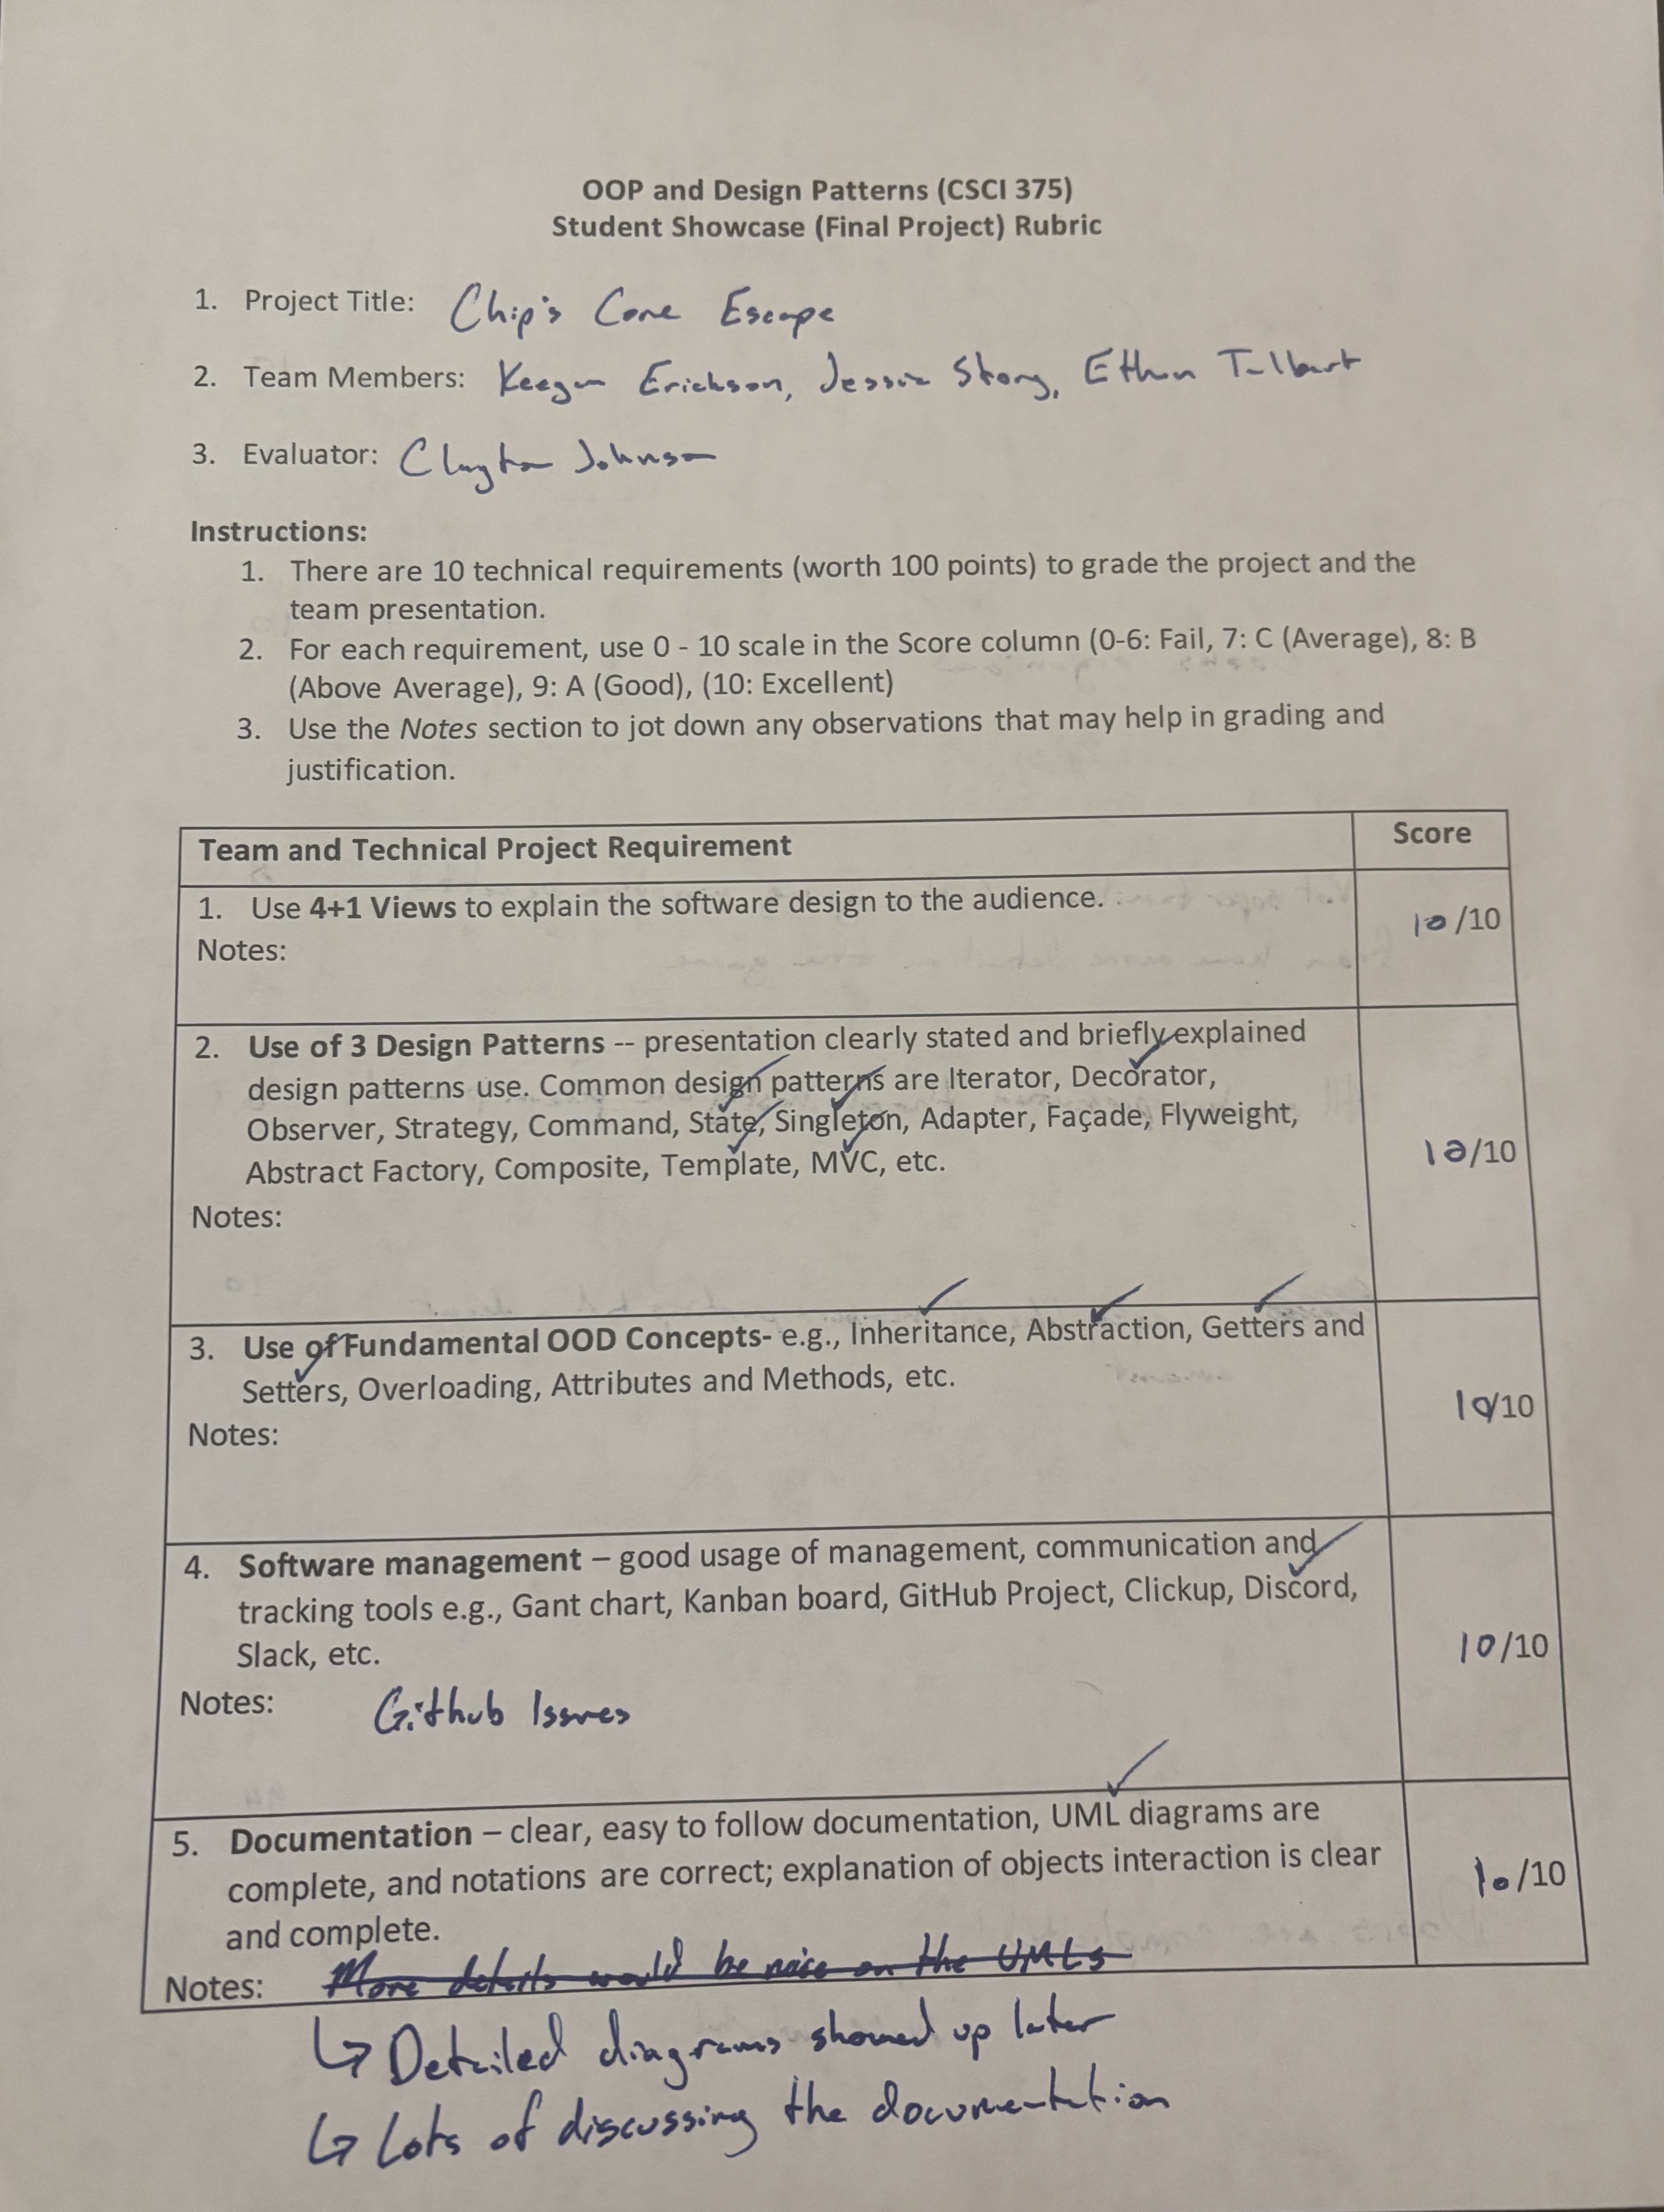 OOP and Design Patterns (CSCI 375)
Student Showcase (Final Project) Rubric
1. Project Title: Chip's Cone Escape
2. Team Members: Keegan Erickson, Jessie Strong, Ethan Talbart
3. Evaluator: Clayton Johnson
Instructions:
1. There are 10 technical requirements (worth 100 points) to grade the project and the
team presentation.
2. For each requirement, use 0 - 10 scale in the Score column (0-6: Fail, 7: C (Average), 8: B
(Above Average), 9: A (Good), (10: Excellent)
3. Use the Notes section to jot down any observations that may help in grading and
justification.
Team and Technical Project Requirement Score
1. Use 4+1 Views to explain the software design to the audience.
10/10
Notes:
2. Use of 3 Design Patterns -- presentation clearly stated and briefly explained
design patterns use. Common design patterns are Iterator, Decorator,
Observer, Strategy, Command, State, Singleton, Adapter, Façade, Flyweight,
10/10
Abstract Factory, Composite, Template, MVC, etc.
Notes:
3. Use of Fundamental OOD Concepts- e.g., Inheritance, Abstraction, Getters and
Setters, Overloading, Attributes and Methods, etc.
10/10
Notes:
4. Software management – good usage of management, communication and
tracking tools e.g., Gant chart, Kanban board, GitHub Project, Clickup, Discord,
Slack, etc.
10/10
Notes: Github Issues
5. Documentation – clear, easy to follow documentation, UML diagrams are
complete, and notations are correct; explanation of objects interaction is clear
10/10
and complete.
Notes: More details would be nice on the UMLs
↳ Detailed diagrams showed up later
↳ Lots of discussing the documentation